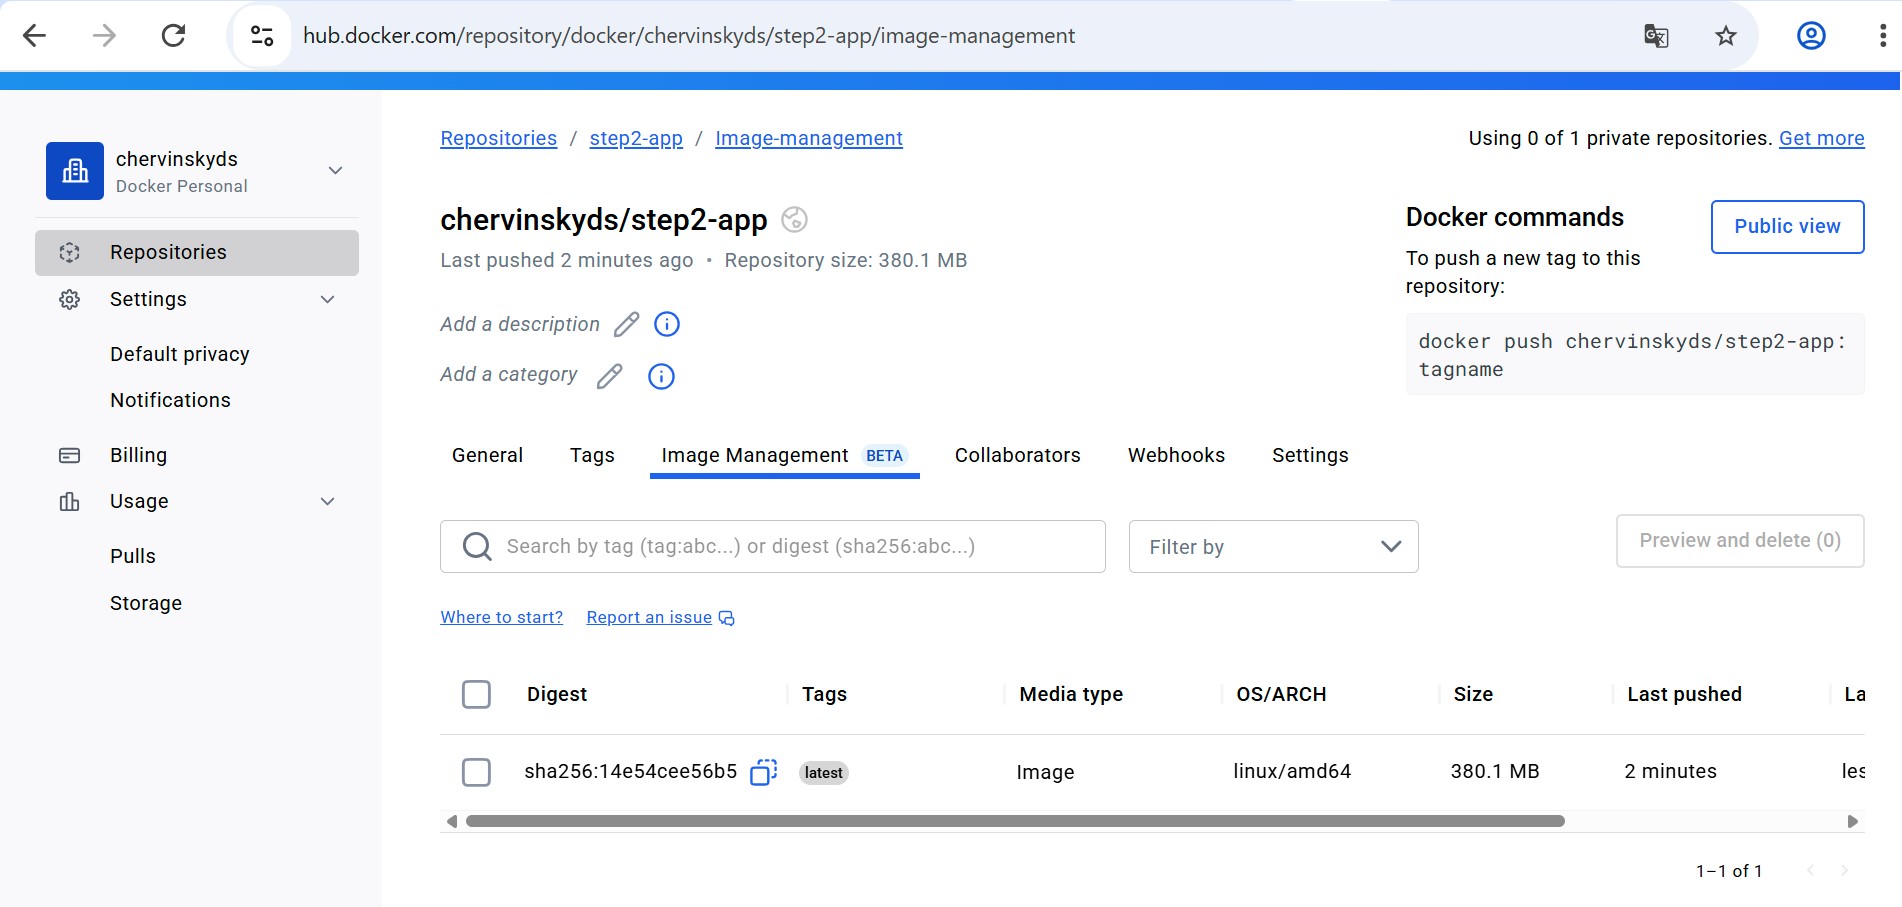 hub.docker.com/repository/docker/chervinskyds/step2-app/image-management
chervinskyds
Docker Personal
Repositories
Settings
Default privacy
Notifications
Billing
Usage
Pulls
Storage
Repositories / step2-app / Image-management
Using 0 of 1 private repositories. Get more
chervinskyds/step2-app
Last pushed 2 minutes ago • Repository size: 380.1 MB
Add a description
Add a category
Docker commands
Public view
To push a new tag to this
repository:
docker push chervinskyds/step2-app:
tagname
General Tags Image Management BETA Collaborators Webhooks Settings
Search by tag (tag:abc...) or digest (sha256:abc...)
Filter by
Preview and delete (0)
Where to start? Report an issue
Digest Tags Media type OS/ARCH Size Last pushed La
sha256:14e54cee56b5 latest Image linux/amd64 380.1 MB 2 minutes les
1–1 of 1